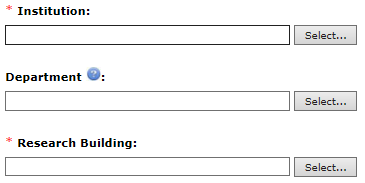 * Institution:
Select...
Department ?:
Select...
* Research Building:
Select...